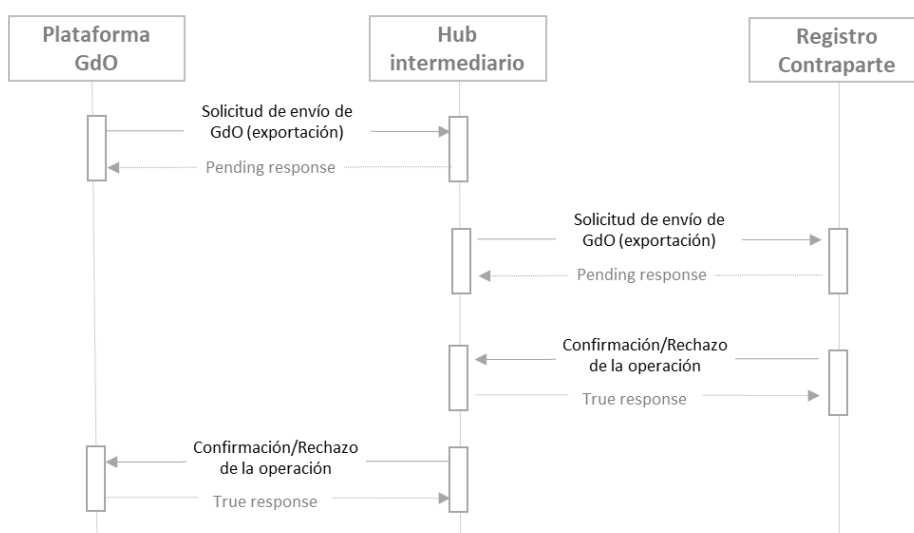 Plataforma
GdO
Hub
intermediario
Registro
Contraparte
Solicitud de envío de
GdO (exportación)
Pending response
Solicitud de envío de
GdO (exportación)
Pending response
Confirmación/Rechazo
de la operación
True response
Confirmación/Rechazo
de la operación
True response